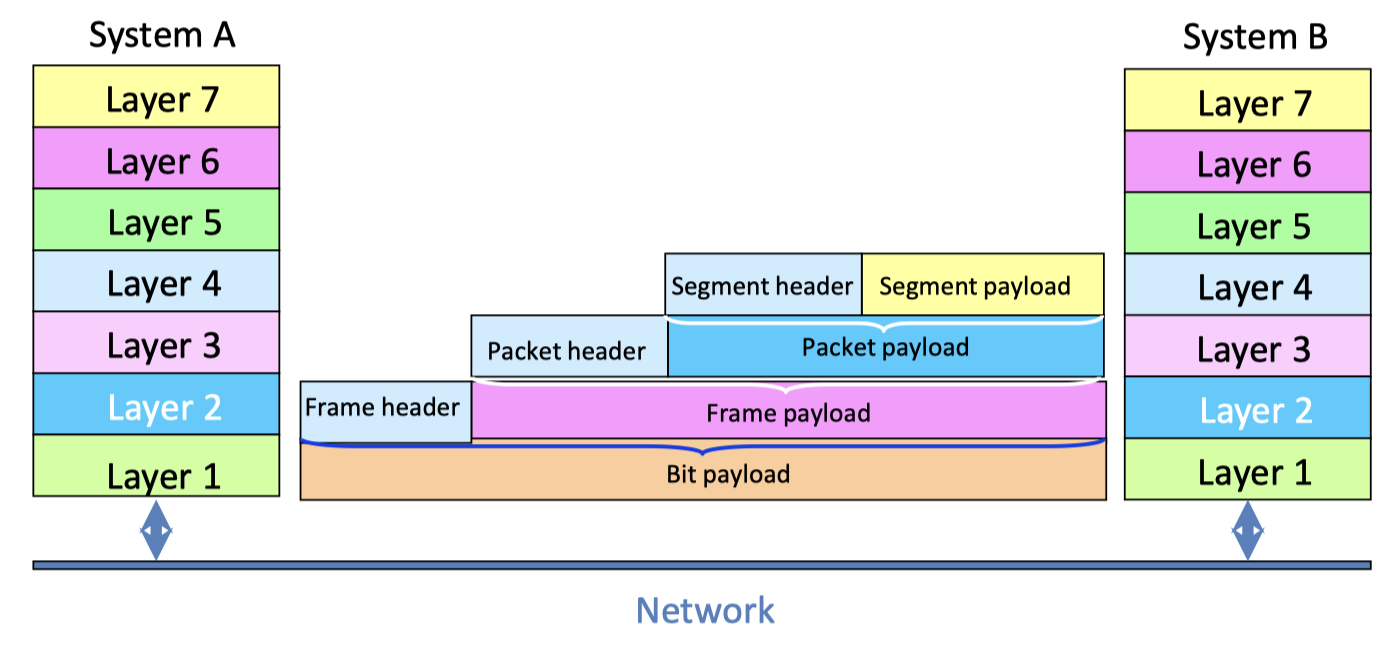 System A
System B
Layer 7
Layer 7
Layer 6
Layer 6
Layer 5
Layer 5
Layer 4
Segment header
Segment payload
Layer 4
Layer 3
Packet header
Packet payload
Layer 3
Layer 2
Frame header
Frame payload
Layer 2
Layer 1
Bit payload
Layer 1
Network